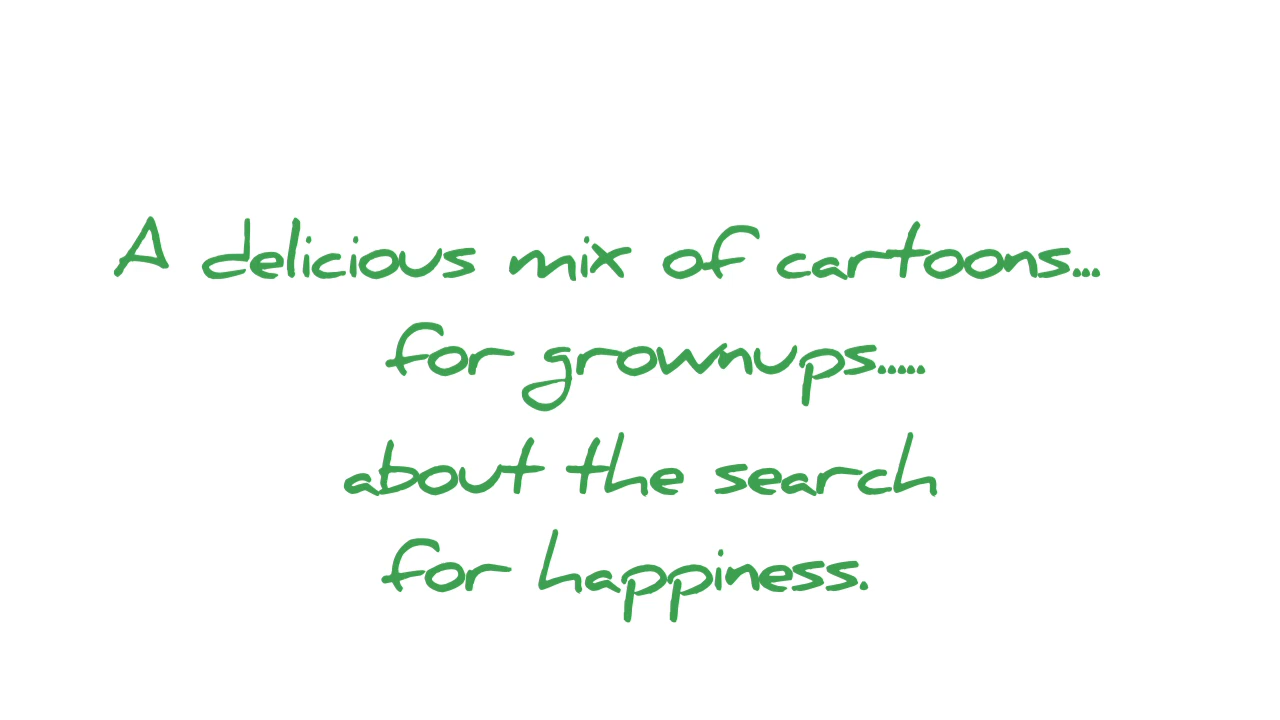 A delicious mix of cartoons...
for grownups.....
about the search
for happiness.